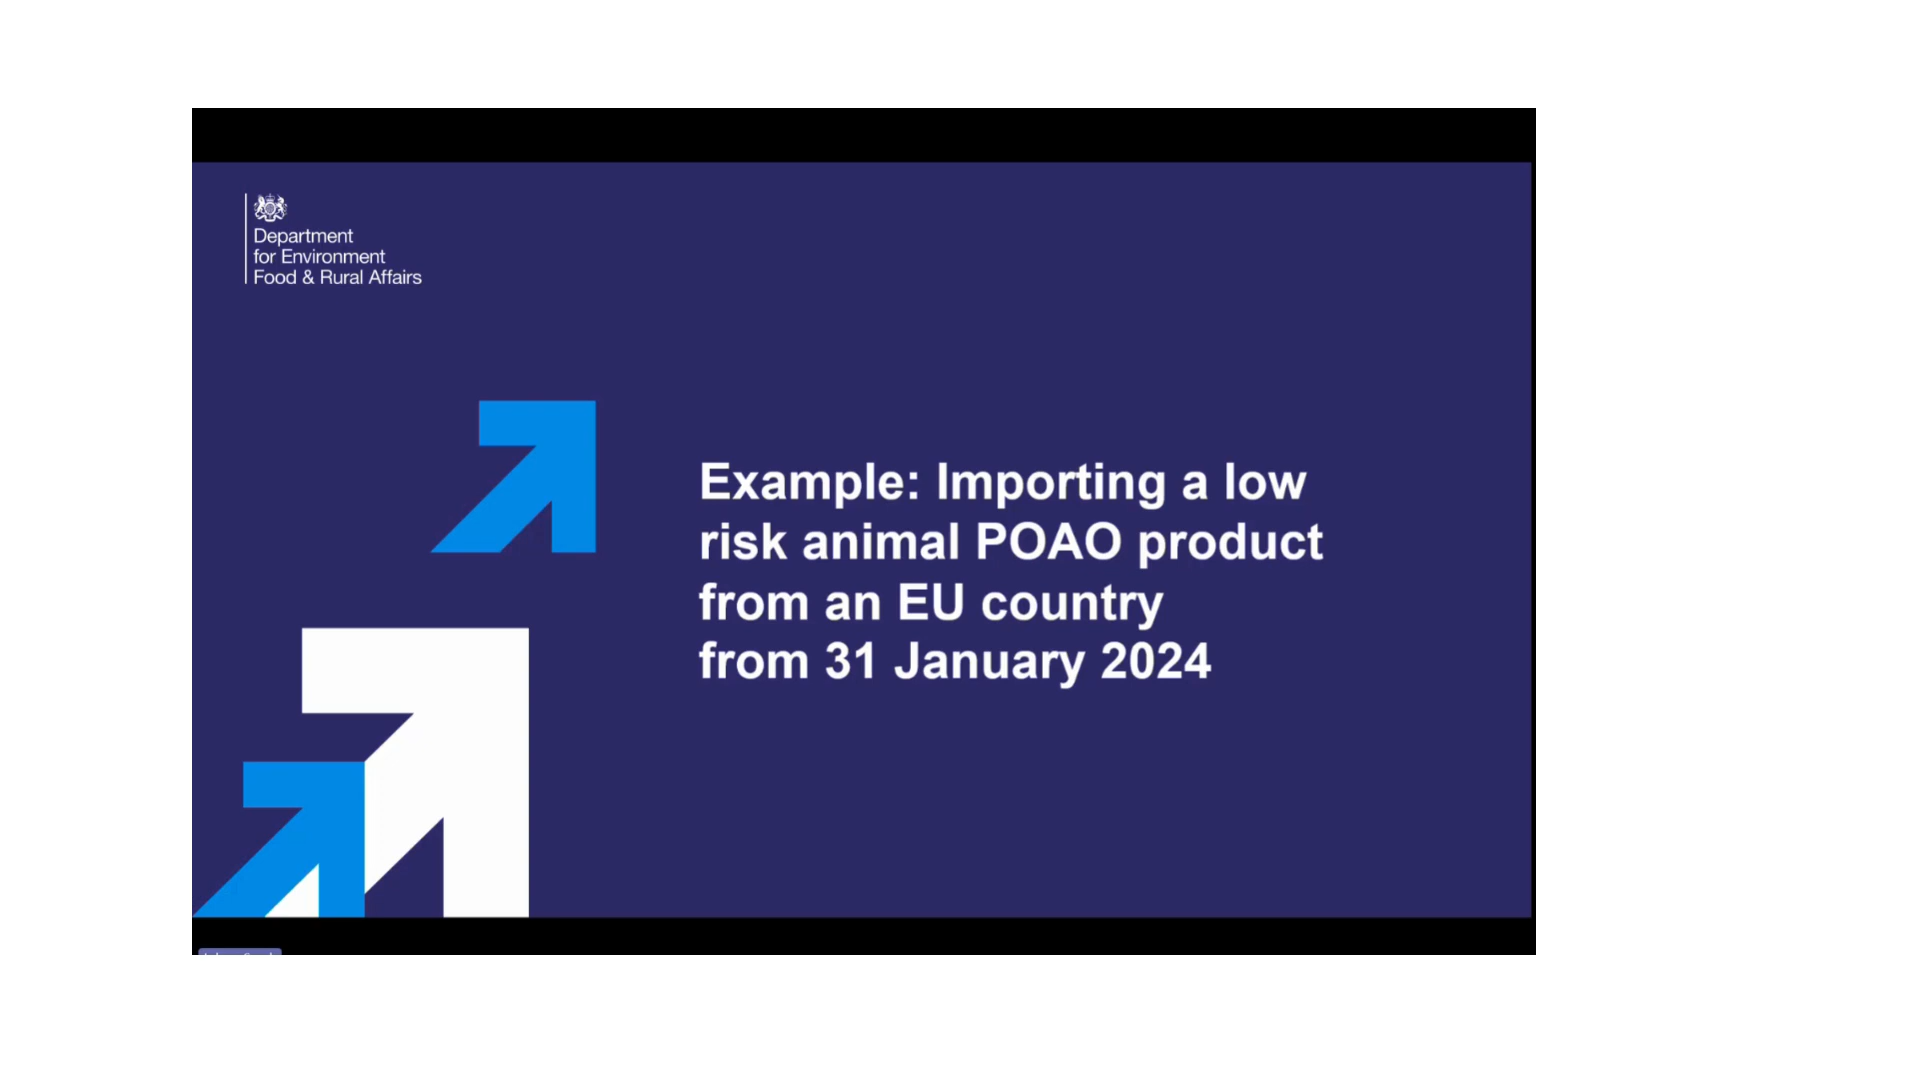 Department
for Environment
Food & Rural Affairs
Example: Importing a low
risk animal POAO product
from an EU country
from 31 January 2024